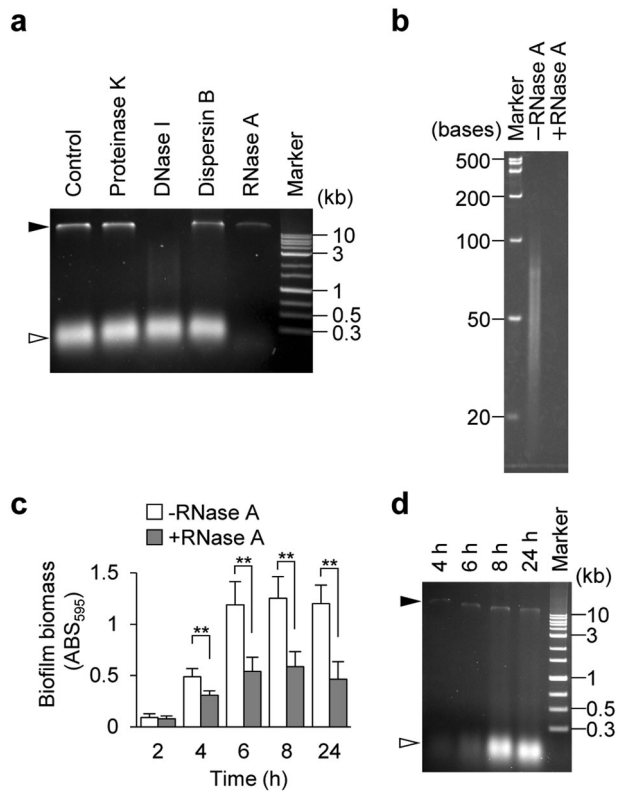 a
Control
Proteinase K
DNase I
Dispersin B
RNase A
Marker
(kb)
10
3
1
0.5
0.3
b
(bases)
Marker
−RNase A
+RNase A
500
200
100
50
20
c
-RNase A
+RNase A
Biofilm biomass
(ABS595)
1.5
1
0.5
0
**
**
**
**
2 4 6 8 24
Time (h)
d
4 h
6 h
8 h
24 h
Marker
(kb)
10
3
1
0.5
0.3